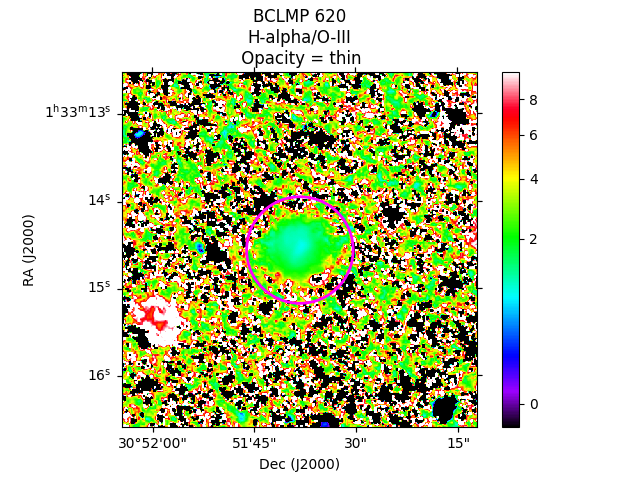 BCLMP 620
H-alpha/O-III
Opacity = thin
1ʰ33ᵐ13ˢ
14ˢ
15ˢ
16ˢ
RA (J2000)
30°52'00"
51'45"
30"
15"
Dec (J2000)
8
6
4
2
0